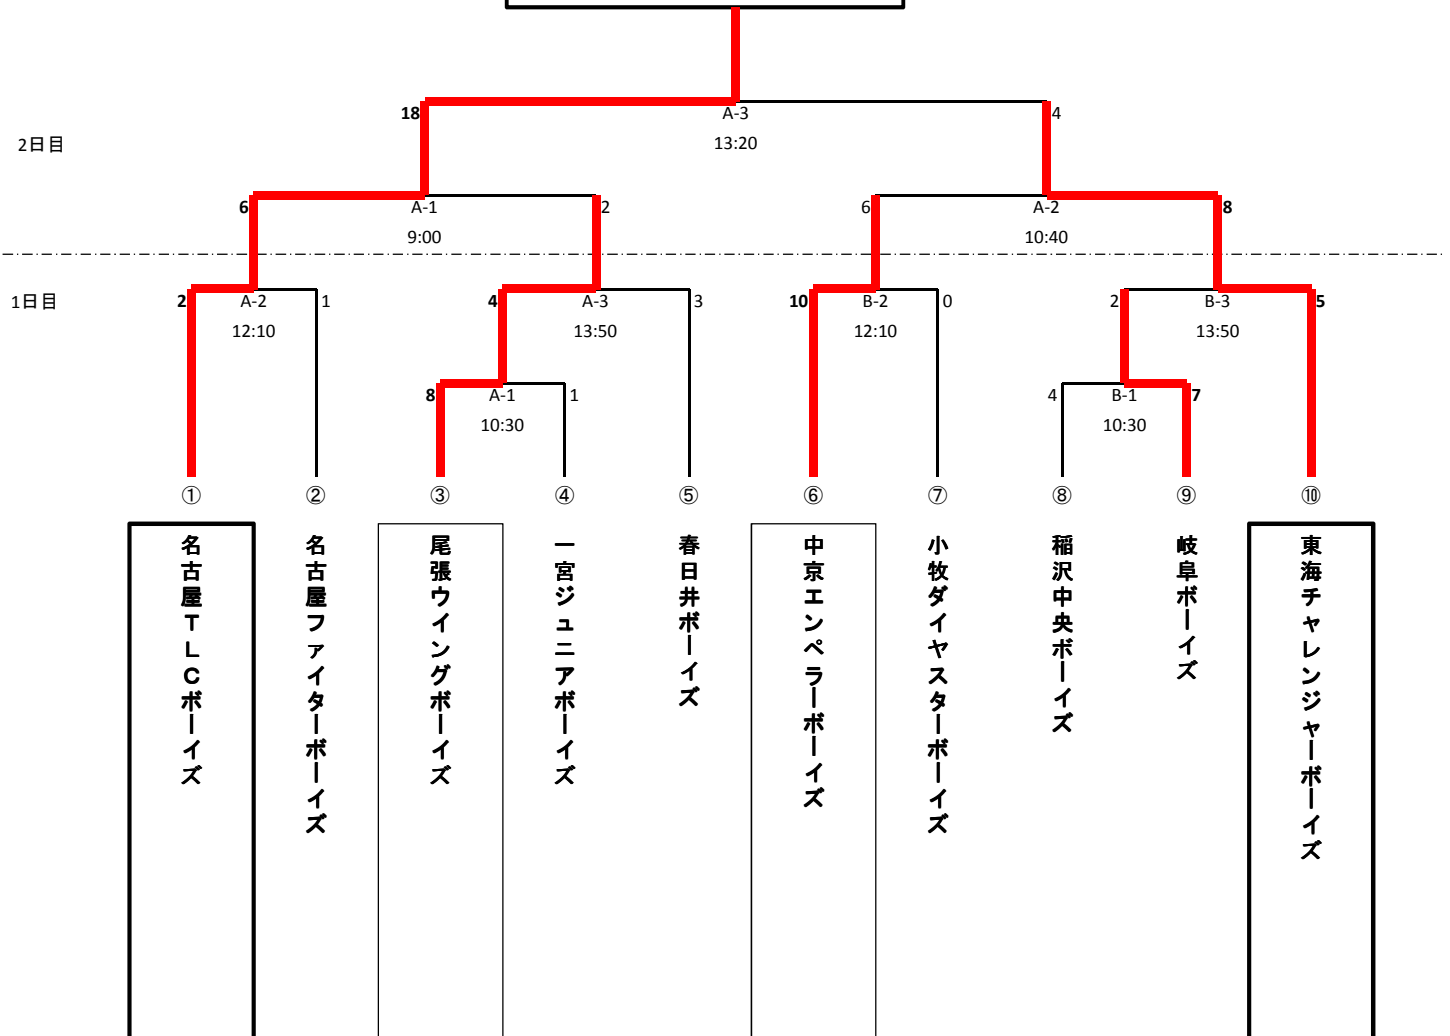 18 A-3 4
13:20
2日目
6 A-1 2 6 A-2 8
9:00 10:40
1日目 2 A-2 1 4 A-3 3 10 B-2 0 2 B-3 5
12:10 13:50 12:10 13:50
8 A-1 1 4 B-1 7
10:30 10:30
① ② ③ ④ ⑤ ⑥ ⑦ ⑧ ⑨ ⑩
名古屋TLCボーイズ
名古屋ファイターボーイズ
尾張ウイングボーイズ
一宮ジュニアボーイズ
春日井ボーイズ
中京エンペラーボーイズ
小牧ダイヤスターボーイズ
稲沢中央ボーイズ
岐阜ボーイズ
東海チャレンジャーボーイズ